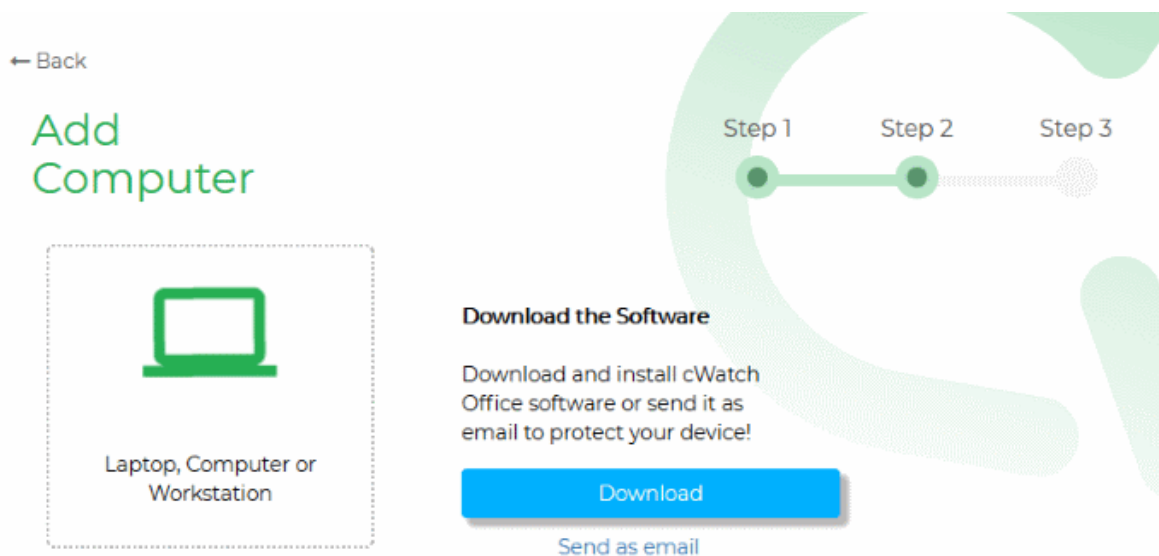 ← Back
Add
Computer
Step 1 Step 2 Step 3
Laptop, Computer or
Workstation
Download the Software
Download and install cWatch
Office software or send it as
email to protect your device!
Download
Send as email